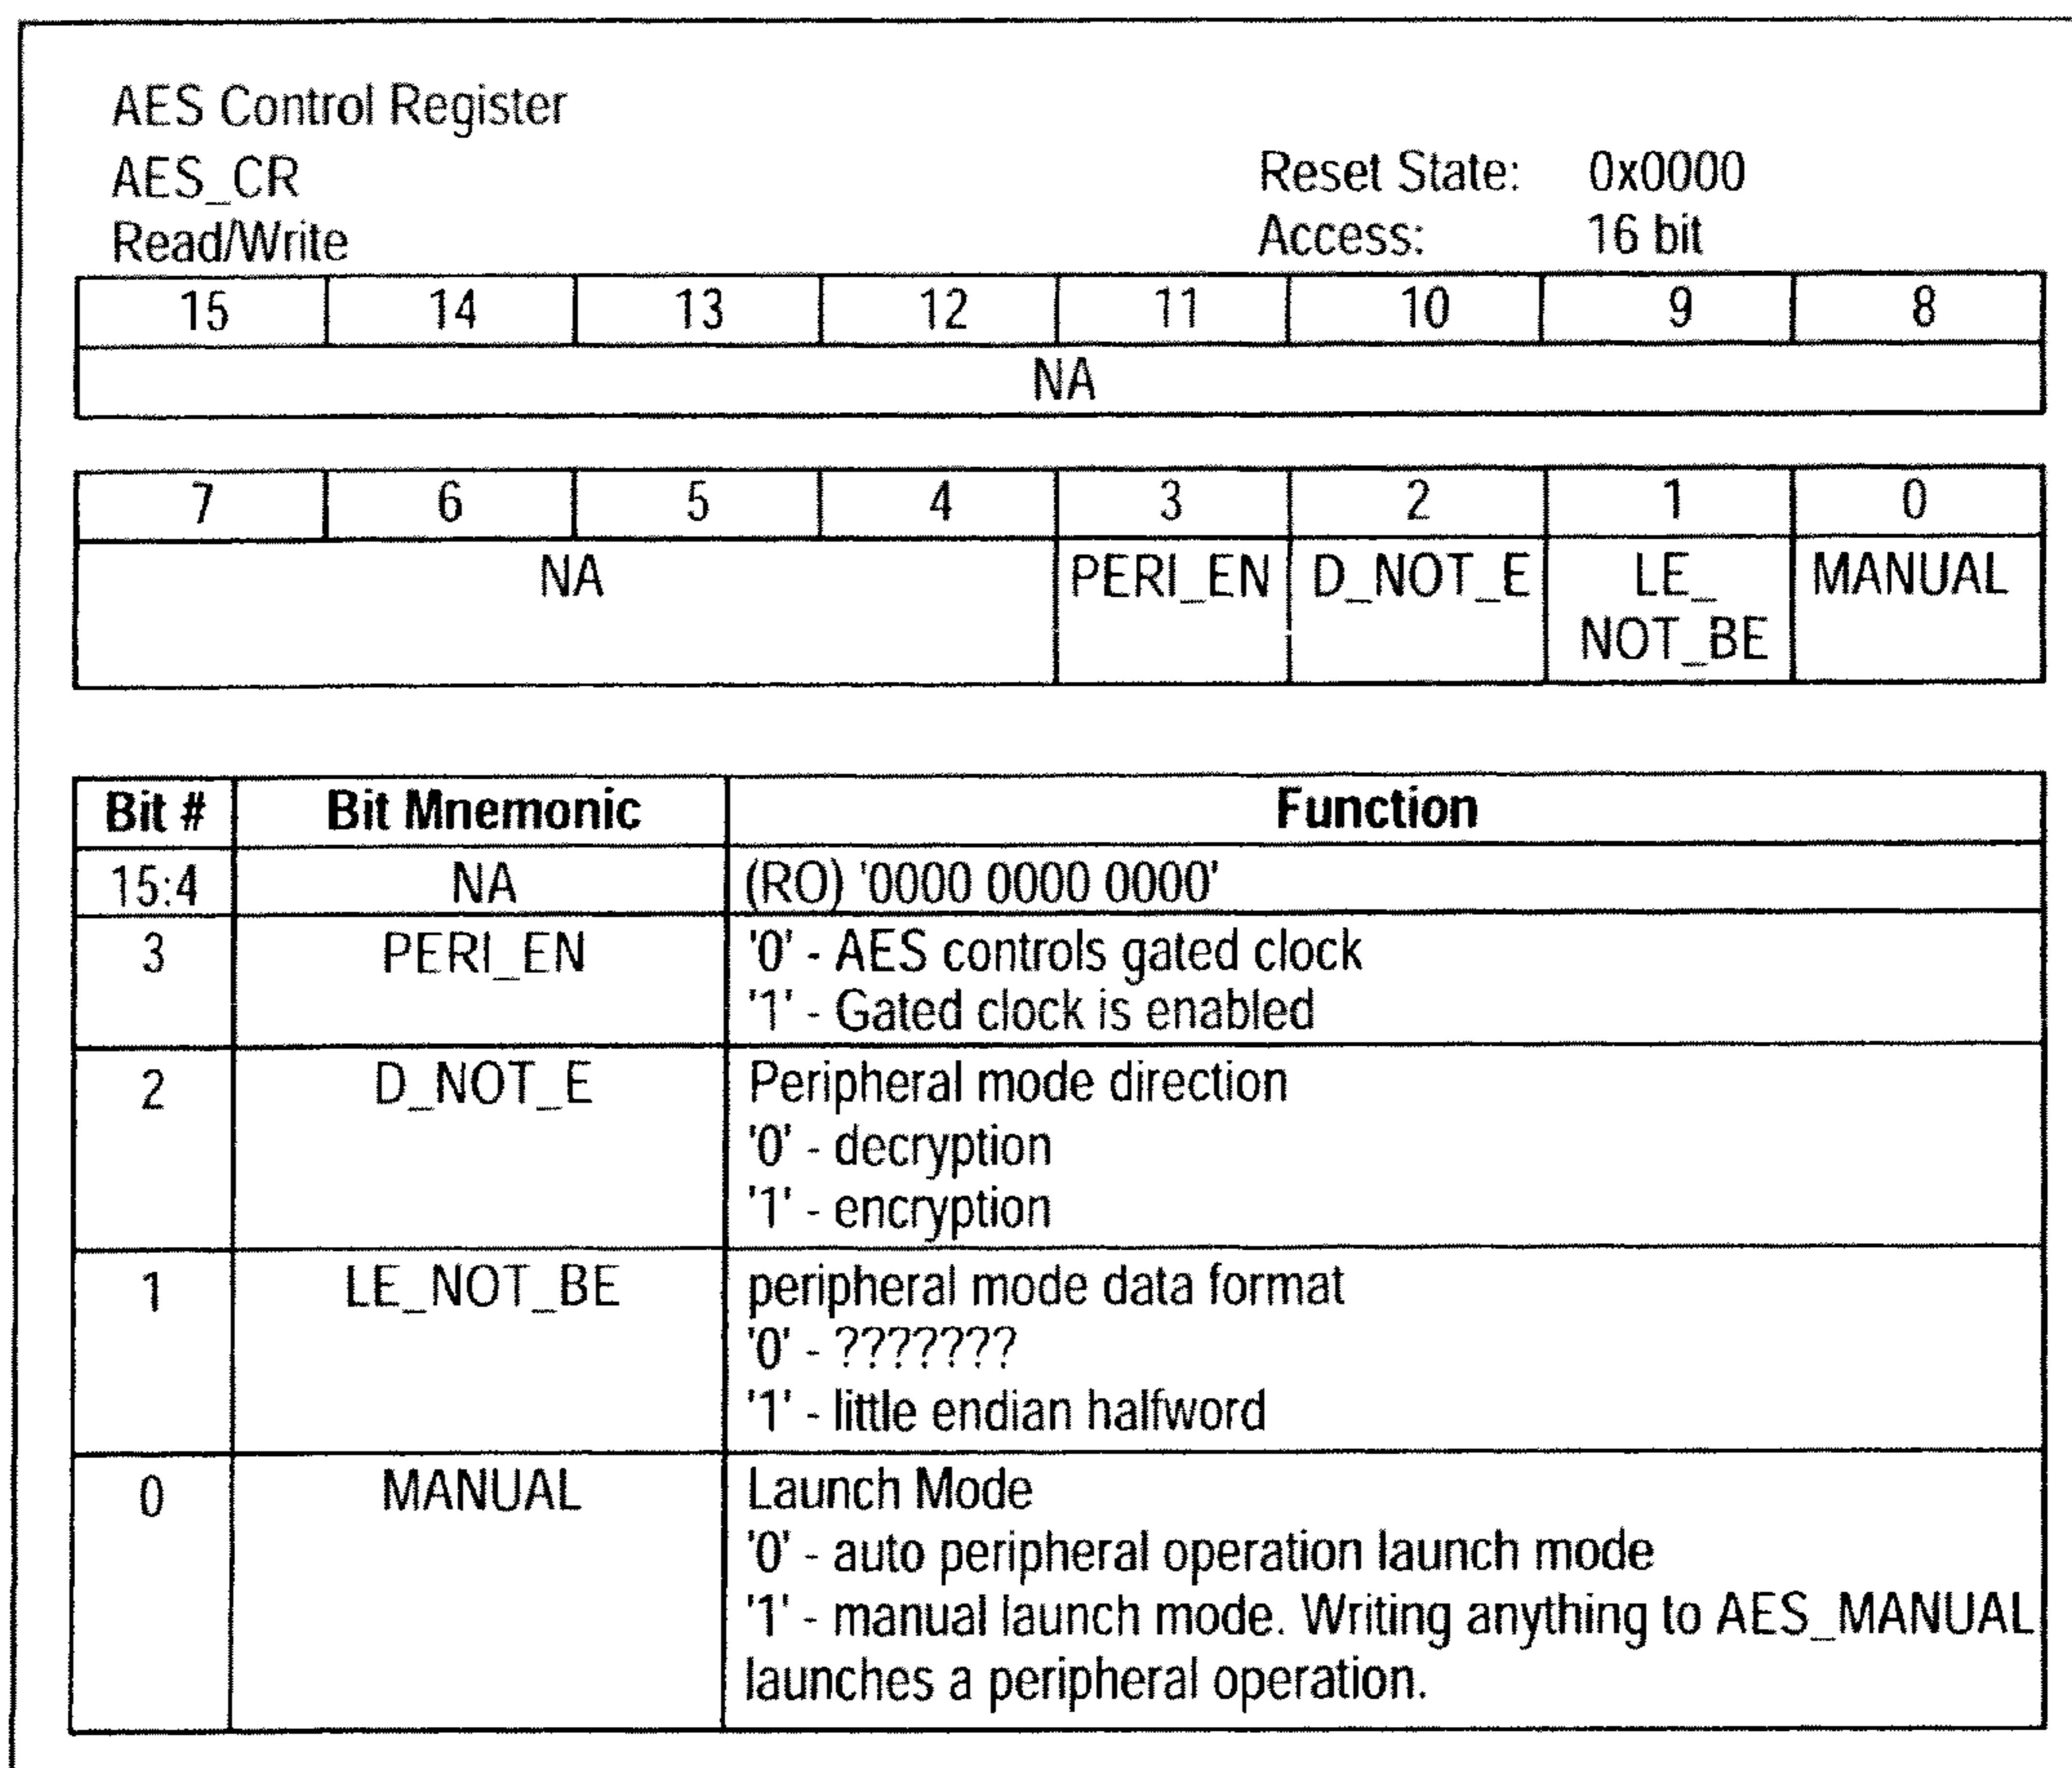 AES Control Register
AES_CR Reset State: 0x0000
Read/Write Access: 16 bit
15 14 13 12 11 10 9 8
NA
7 6 5 4 3 2 1 0
NA PERI_EN D_NOT_E LE_ MANUAL
NOT_BE
Bit # Bit Mnemonic Function
15:4 NA (RO) '0000 0000 0000'
3 PERI_EN '0' - AES controls gated clock
'1' - Gated clock is enabled
2 D_NOT_E Peripheral mode direction
'0' - decryption
'1' - encryption
1 LE_NOT_BE peripheral mode data format
'0' - ???????
'1' - little endian halfword
0 MANUAL Launch Mode
'0' - auto peripheral operation launch mode
'1' - manual launch mode. Writing anything to AES_MANUAL
launches a peripheral operation.